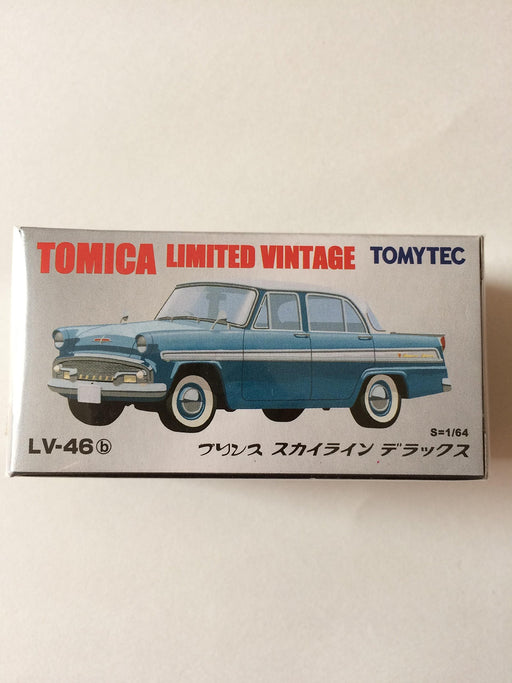 TOMICA LIMITED VINTAGE TOMYTEC
S=1/64
LV-46ⓑ プリンス スカイライン デラックス